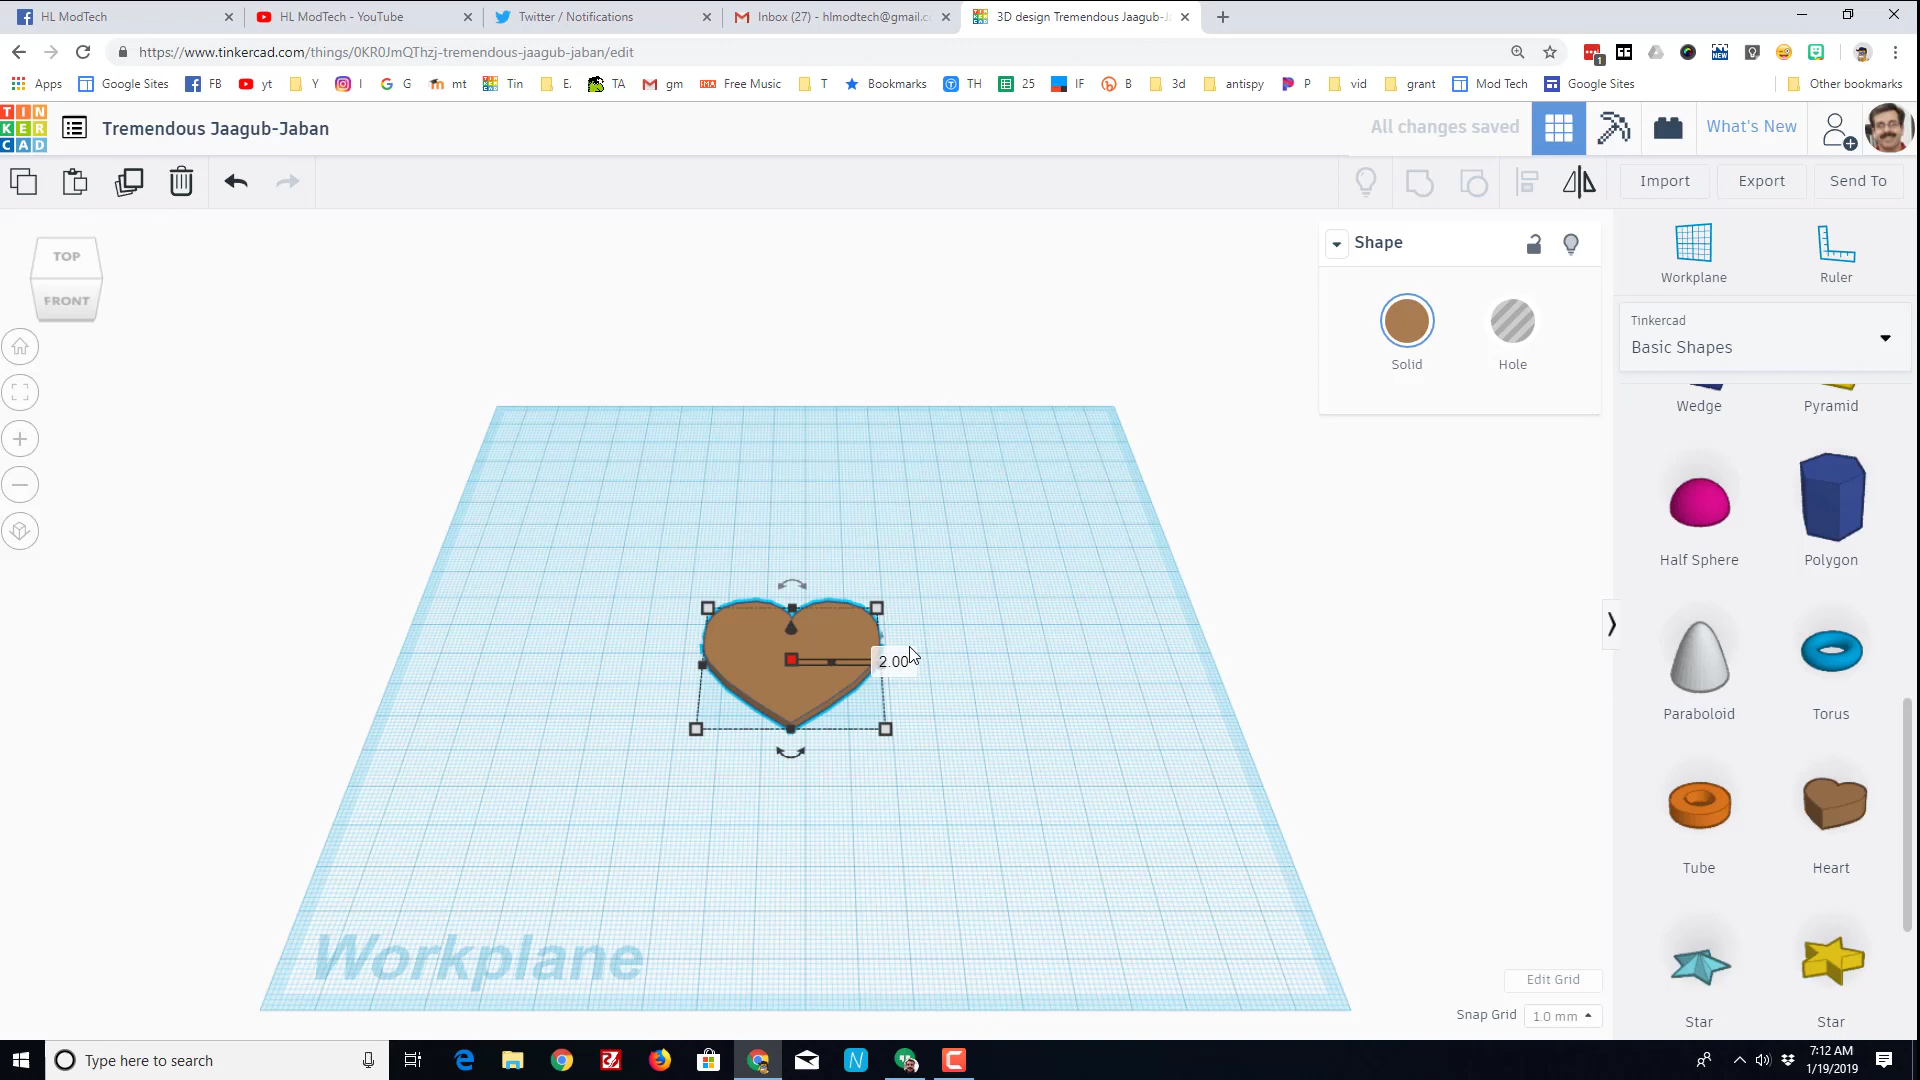 HL ModTech
HL ModTech - YouTube
Twitter / Notifications
Inbox (27) - hlmodtech@gmail.c
3D design Tremendous Jaagub-J
https://www.tinkercad.com/things/0KR0JmQThzj-tremendous-jaagub-jaban/edit
1
NEW
Apps
Google Sites
FB
yt
Y
I
G
mt
Tin
E.
TA
gm
Free Music
T
Bookmarks
TH
25
IF
B
3d
antispy
P
vid
grant
Mod Tech
Google Sites
Other bookmarks
TIN
KER
CAD
Tremendous Jaagub-Jaban
All changes saved
What's New
Import
Export
Send To
TOP
FRONT
Shape
Solid
Hole
Workplane
Ruler
Tinkercad
Basic Shapes
Wedge
Pyramid
Half Sphere
Polygon
Paraboloid
Torus
Tube
Heart
Star
Star
2.00
Workplane
Edit Grid
Snap Grid
1.0 mm
Type here to search
7:12 AM
1/19/2019